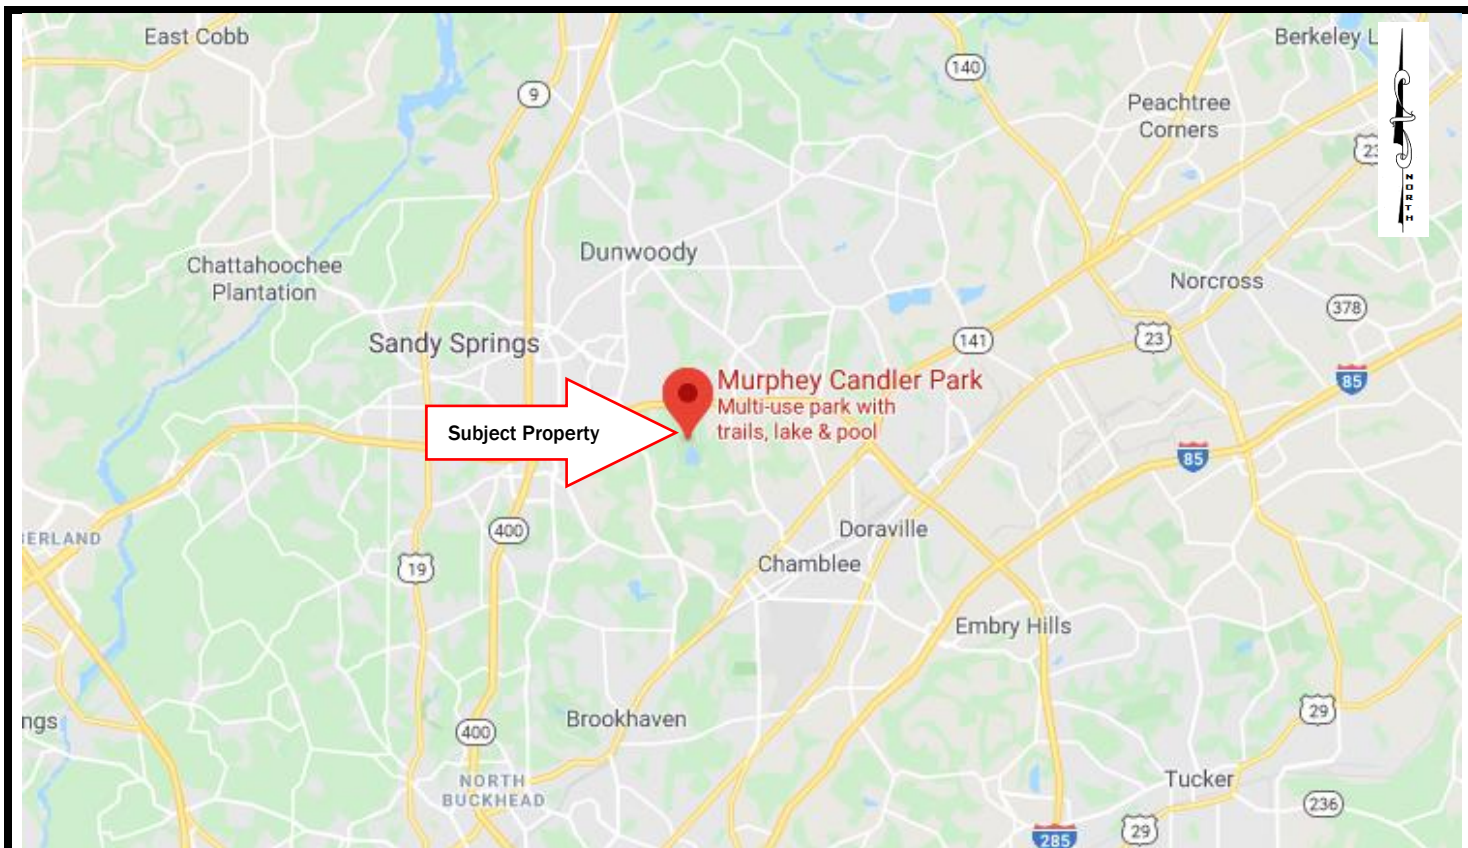 East Cobb
Berkeley L
9
140
Peachtree
Corners
23
NORTH
Dunwoody
Chattahoochee
Plantation
Norcross
378
Sandy Springs
141
23
Murphey Candler Park
Multi-use park with
trails, lake & pool
85
Subject Property
85
400
Doraville
ERLAND
Chamblee
19
Embry Hills
ngs
Brookhaven
29
400
NORTH
BUCKHEAD
Tucker
236
285
29